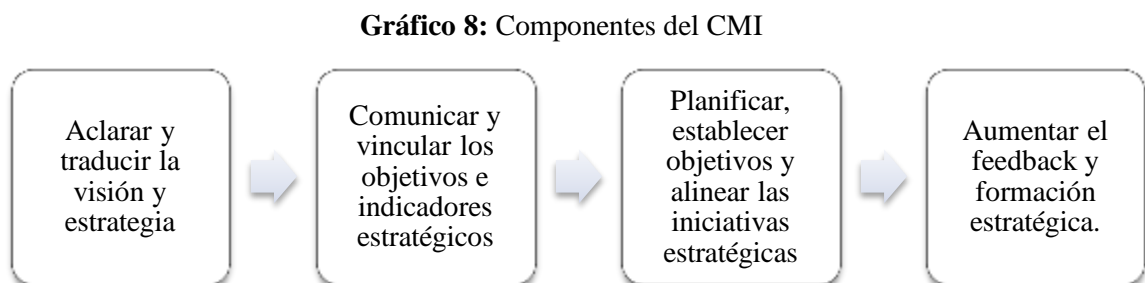 Gráfico 8: Componentes del CMI
Aclarar y
traducir la
visión y
estrategia
Comunicar y
vincular los
objetivos e
indicadores
estratégicos
Planificar,
establecer
objetivos y
alinear las
iniciativas
estratégicas
Aumentar el
feedback y
formación
estratégica.